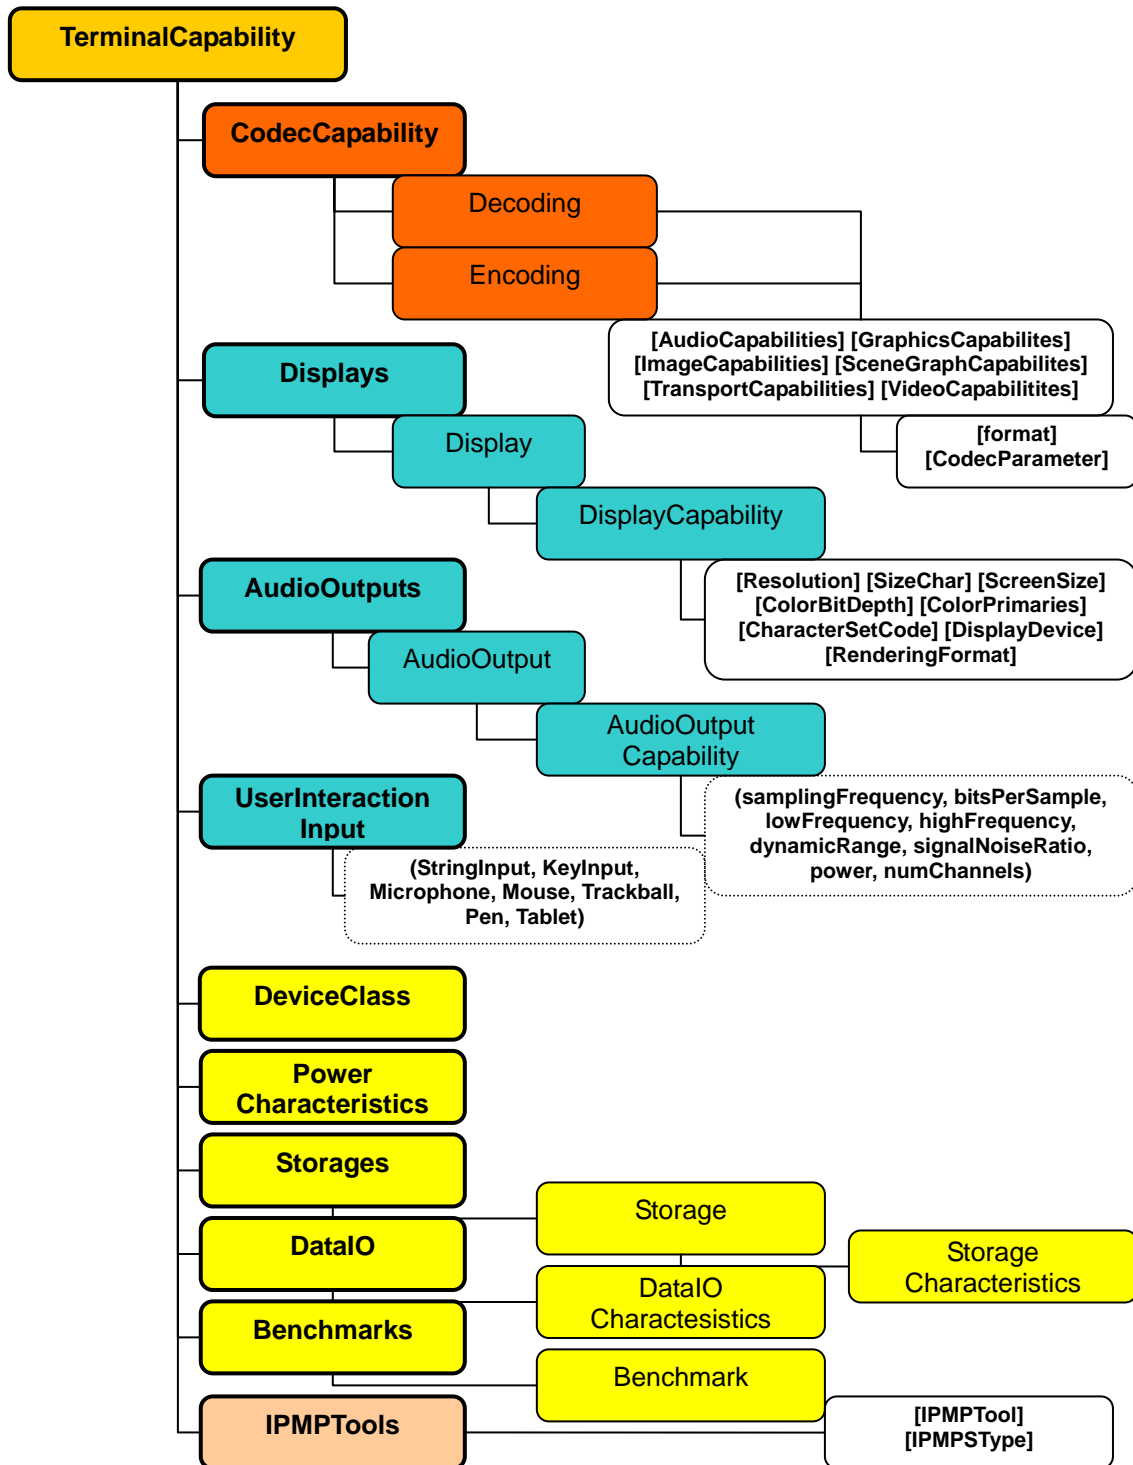 TerminalCapability
CodecCapability
Decoding
Encoding
[AudioCapabilities] [GraphicsCapabilites]
[ImageCapabilities] [SceneGraphCapabilites]
[TransportCapabilities] [VideoCapabilitites]
[format]
[CodecParameter]
Displays
Display
DisplayCapability
[Resolution] [SizeChar] [ScreenSize]
[ColorBitDepth] [ColorPrimaries]
[CharacterSetCode] [DisplayDevice]
[RenderingFormat]
AudioOutputs
AudioOutput
AudioOutput
Capability
(samplingFrequency, bitsPerSample,
lowFrequency, highFrequency,
dynamicRange, signalNoiseRatio,
power, numChannels)
UserInteraction
Input
(StringInput, KeyInput,
Microphone, Mouse, Trackball,
Pen, Tablet)
DeviceClass
Power
Characteristics
Storages
Storage
Storage
Characteristics
DataIO
DataIO
Charactesistics
Benchmarks
Benchmark
IPMPTools
[IPMPTool]
[IPMPSType]